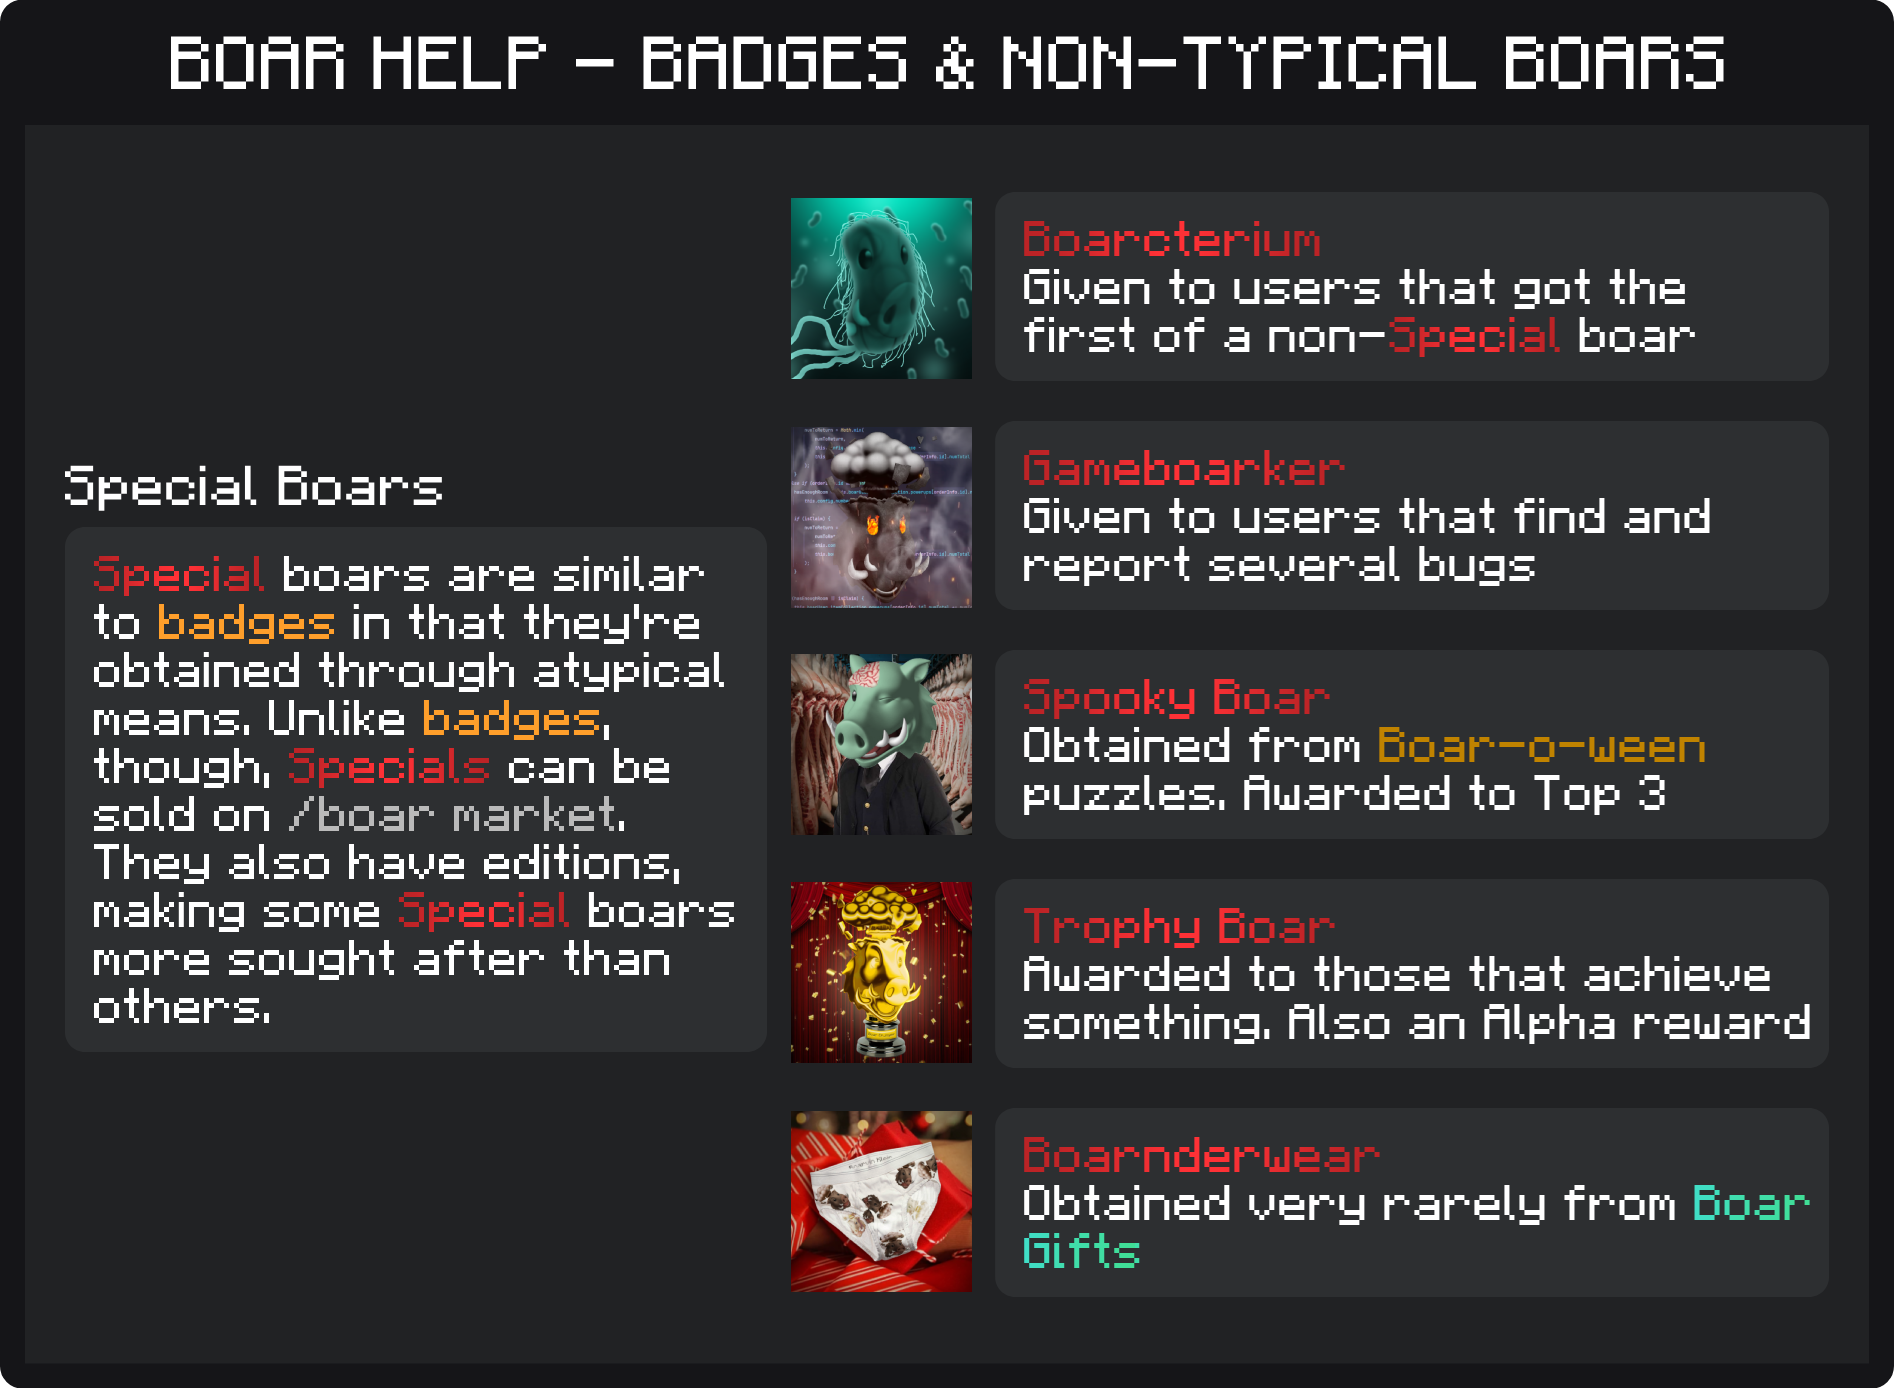 BOAR HELP - BADGES & NON-TYPICAL BOARS
Special Boars
Special boars are similar
to badges in that they're
obtained through atypical
means. Unlike badges,
though, Specials can be
sold on /boar market.
They also have editions,
making some Special boars
more sought after than
others.
Boarcterium
Given to users that got the
first of a non-Special boar
Gameboarker
Given to users that find and
report several bugs
Spooky Boar
Obtained from Boar-o-ween
puzzles. Awarded to Top 3
Trophy Boar
Awarded to those that achieve
something. Also an Alpha reward
Boarnderwear
Obtained very rarely from Boar
Gifts